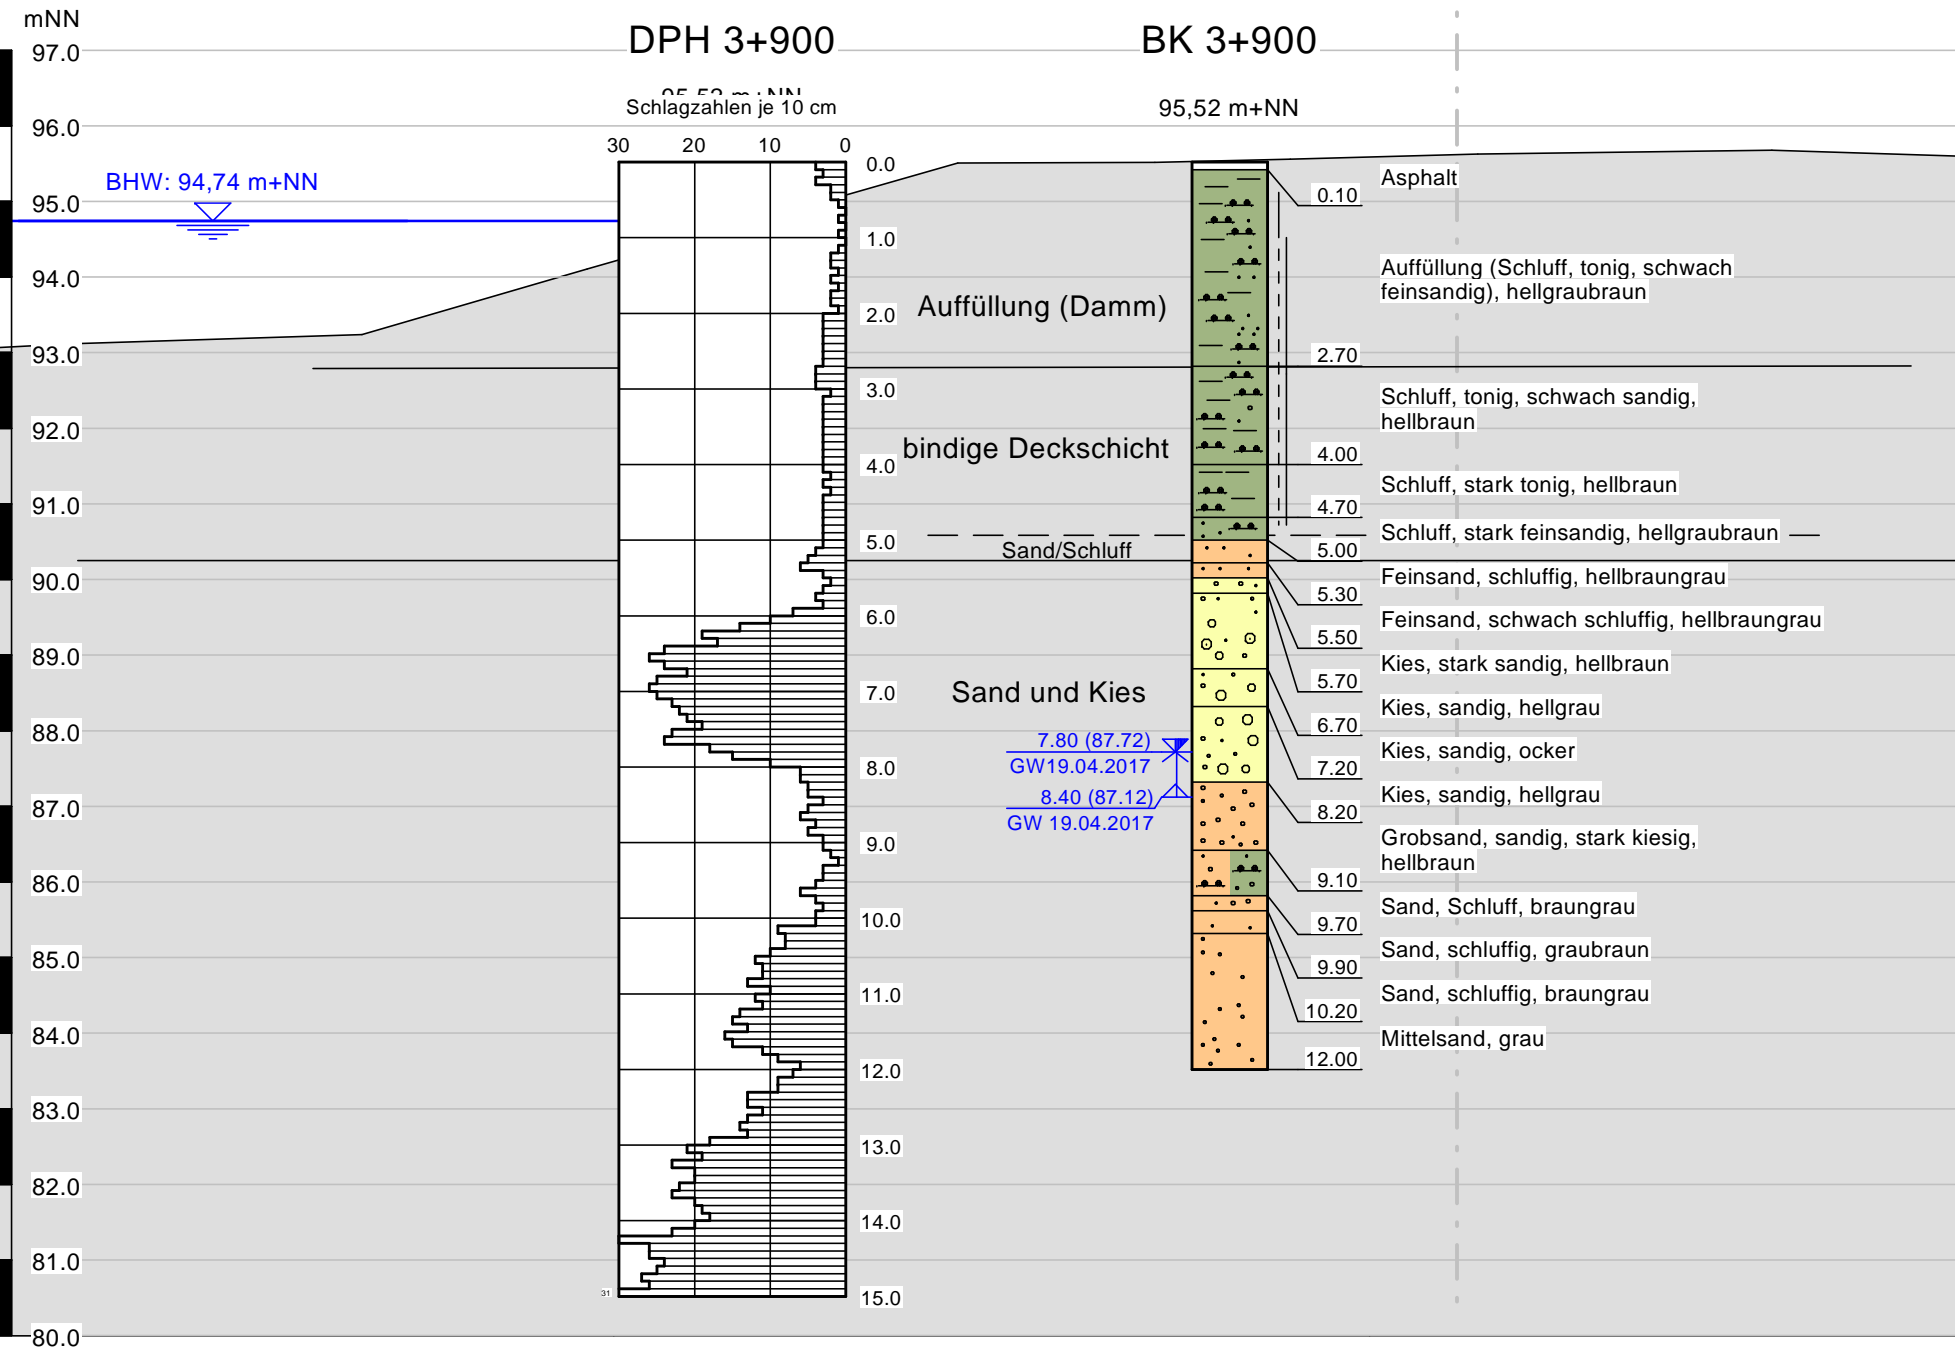 mNN
97.0
96.0
95.0
94.0
93.0
92.0
91.0
90.0
89.0
88.0
87.0
86.0
85.0
84.0
83.0
82.0
81.0
80.0
BHW: 94,74 m+NN
DPH 3+900
95,52 m+NN
Schlagzahlen je 10 cm
30 20 10 0
0.0
1.0
2.0
3.0
4.0
5.0
6.0
7.0
8.0
9.0
10.0
11.0
12.0
13.0
14.0
15.0
31
Auffüllung (Damm)
bindige Deckschicht
Sand/Schluff
Sand und Kies
7.80 (87.72)
GW19.04.2017
8.40 (87.12)
GW 19.04.2017
BK 3+900
95,52 m+NN
0.10
2.70
4.00
4.70
5.00
5.30
5.50
5.70
6.70
7.20
8.20
9.10
9.70
9.90
10.20
12.00
Asphalt
Auffüllung (Schluff, tonig, schwach
feinsandig), hellgraubraun
Schluff, tonig, schwach sandig,
hellbraun
Schluff, stark tonig, hellbraun
Schluff, stark feinsandig, hellgraubraun
Feinsand, schluffig, hellbraungrau
Feinsand, schwach schluffig, hellbraungrau
Kies, stark sandig, hellbraun
Kies, sandig, hellgrau
Kies, sandig, ocker
Kies, sandig, hellgrau
Grobsand, sandig, stark kiesig,
hellbraun
Sand, Schluff, braungrau
Sand, schluffig, graubraun
Sand, schluffig, braungrau
Mittelsand, grau